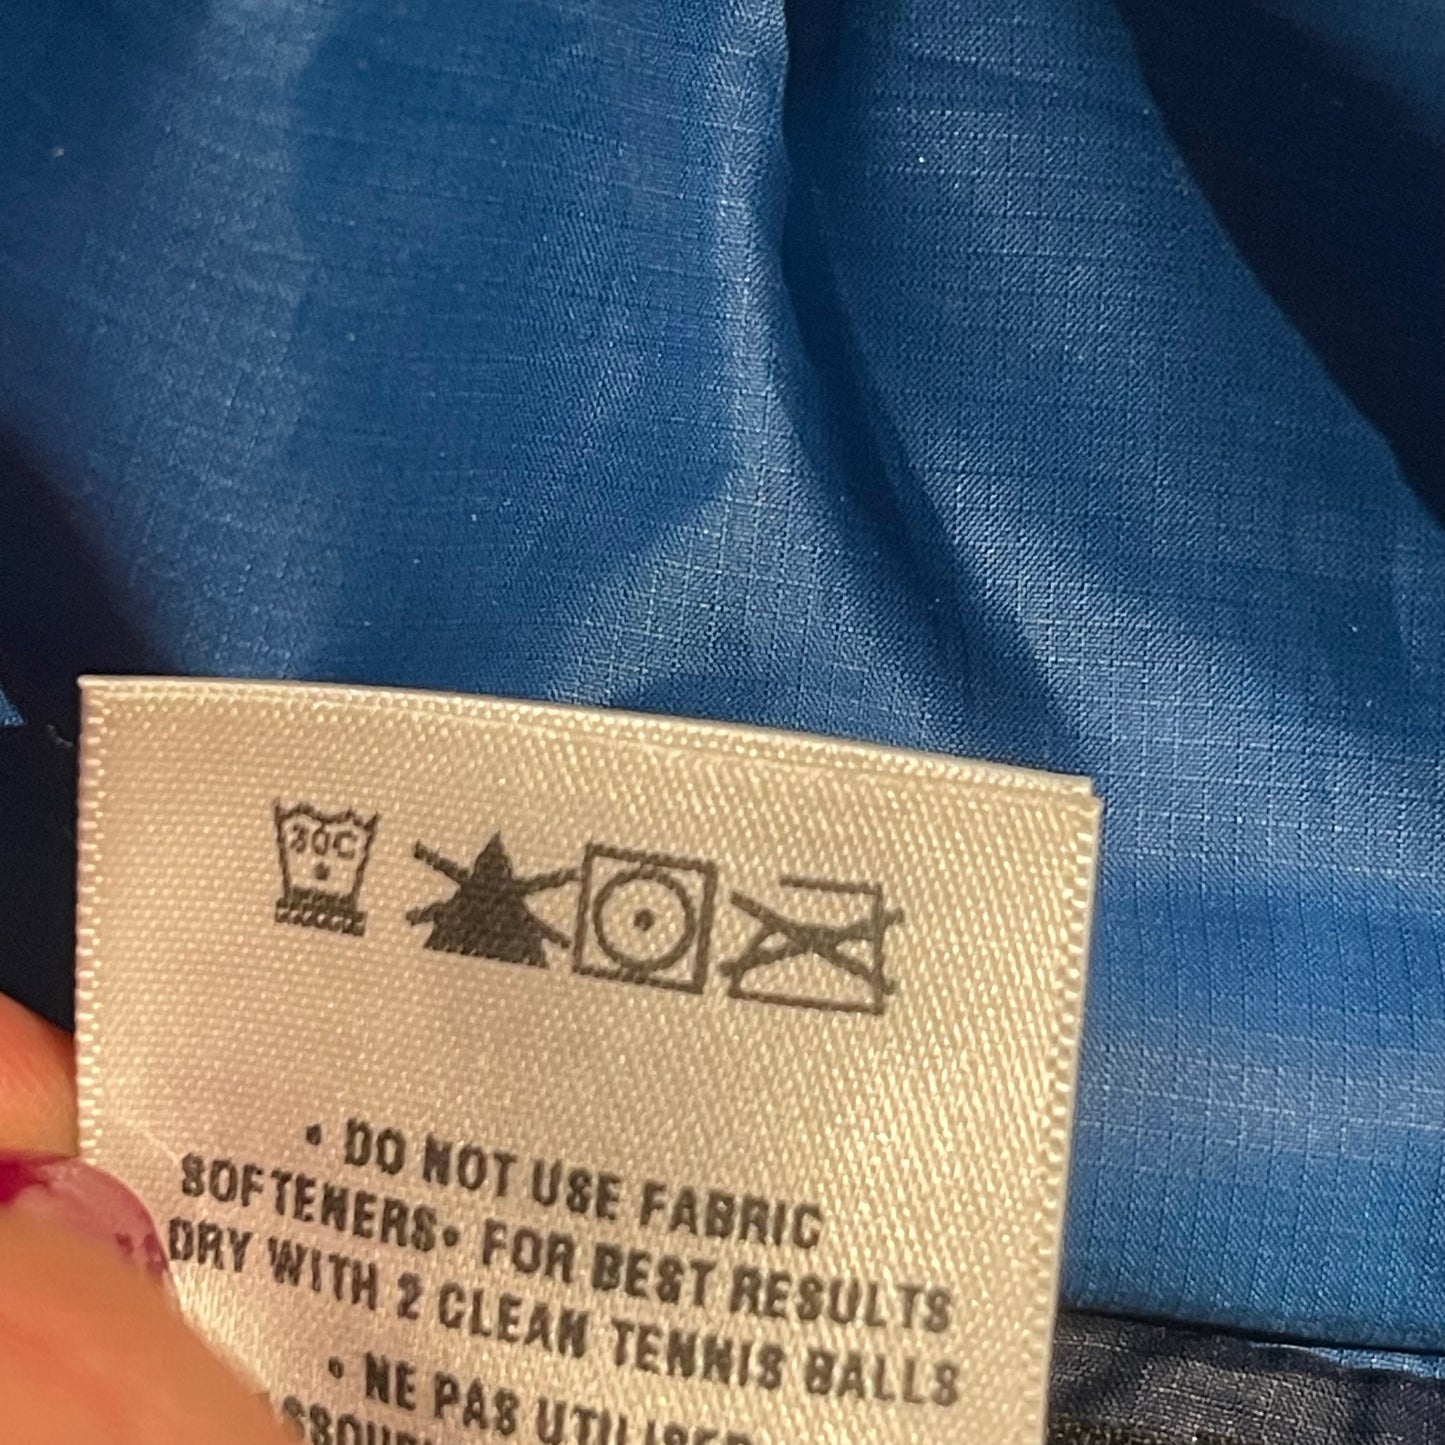 30C
• DO NOT USE FABRIC
SOFTENERS• FOR BEST RESULTS
DRY WITH 2 CLEAN TENNIS BALLS
• NE PAS UTILISER